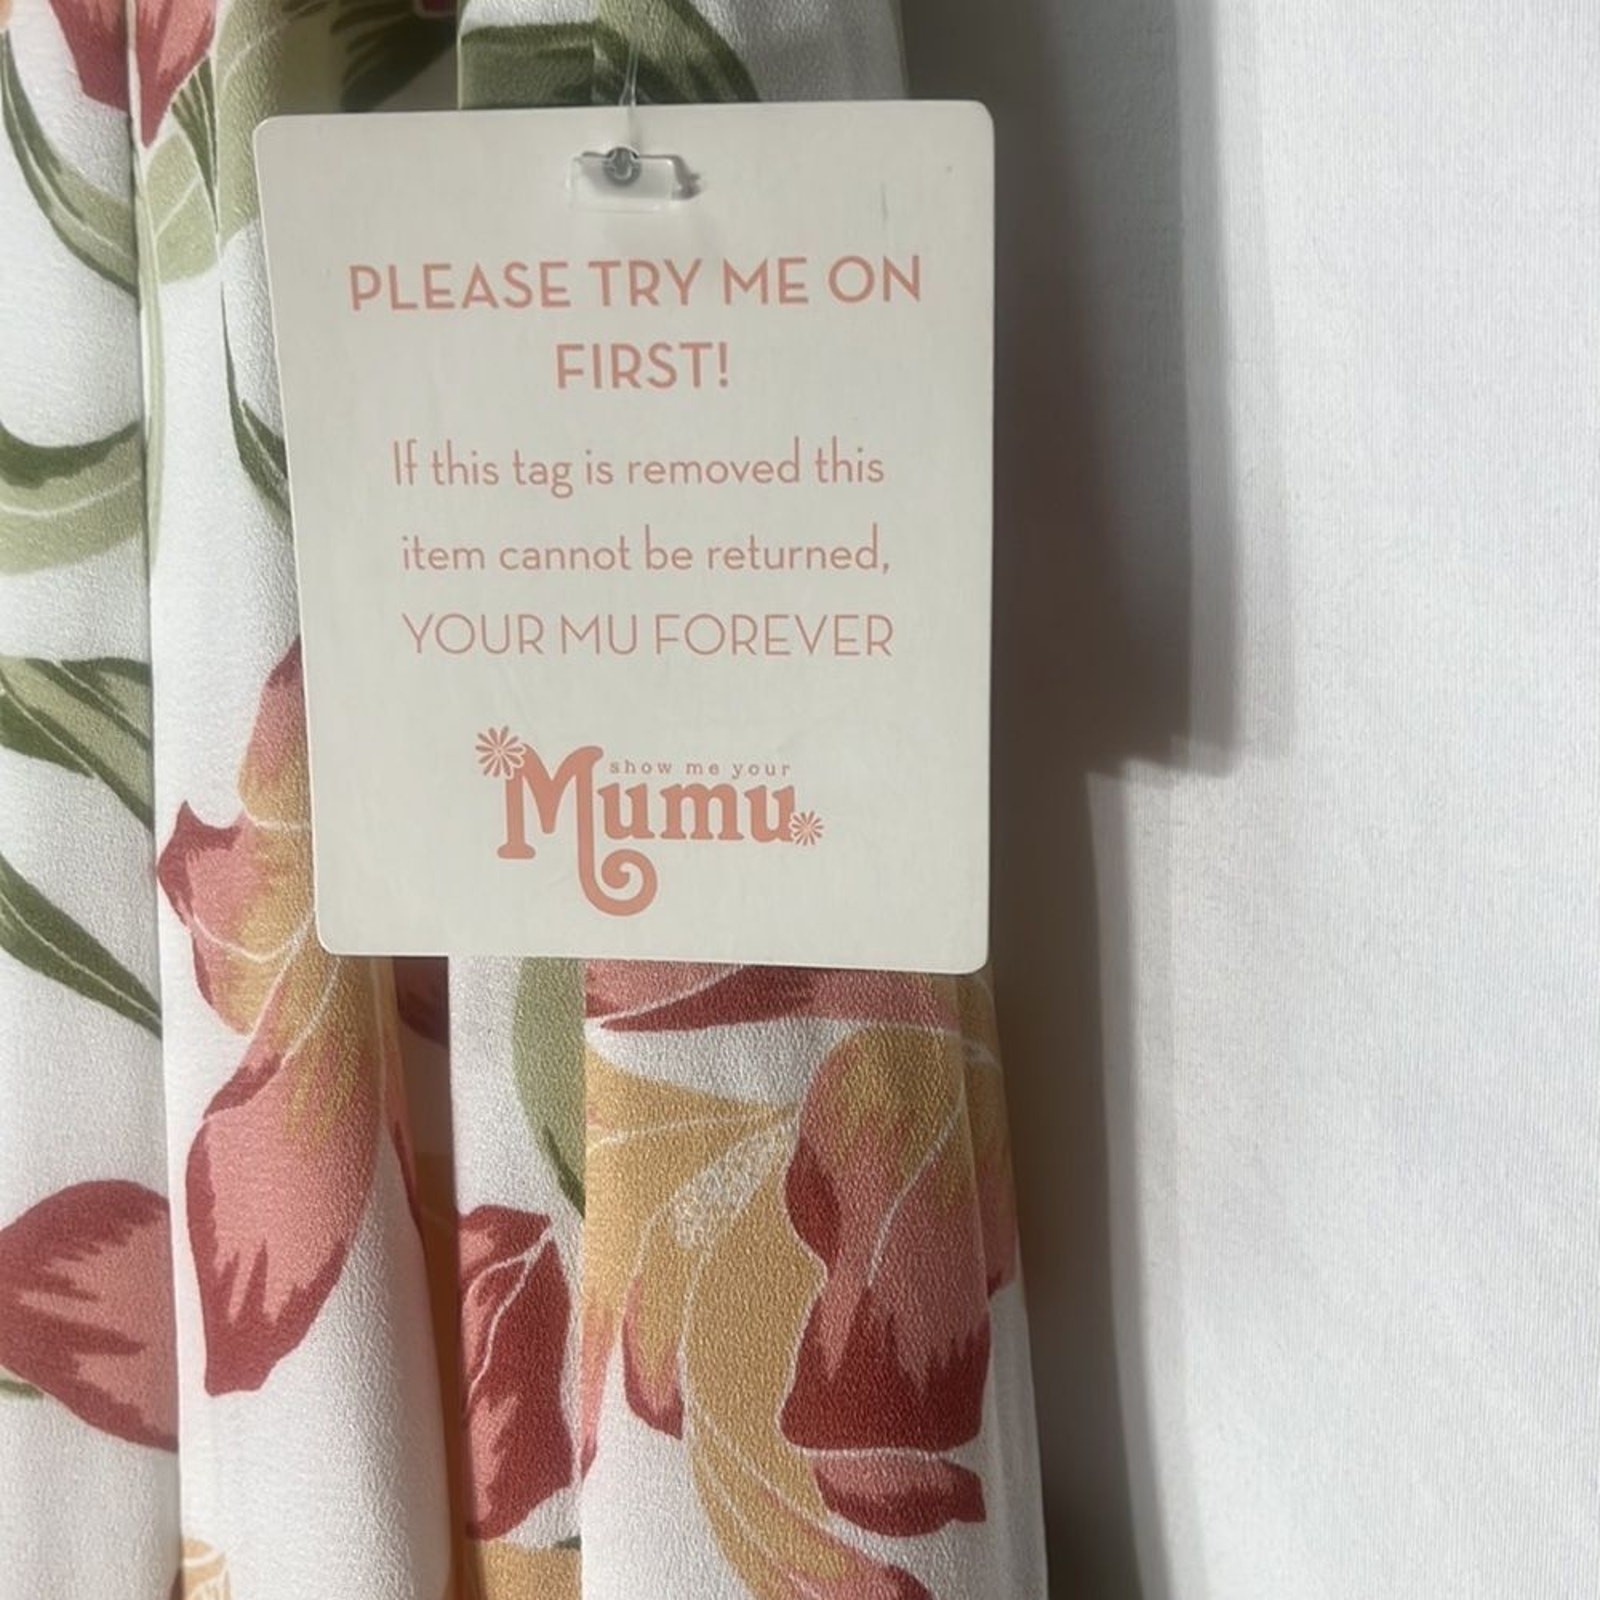 PLEASE TRY ME ON
FIRST!
If this tag is removed this
item cannot be returned,
YOUR MU FOREVER
show me your
Mumu